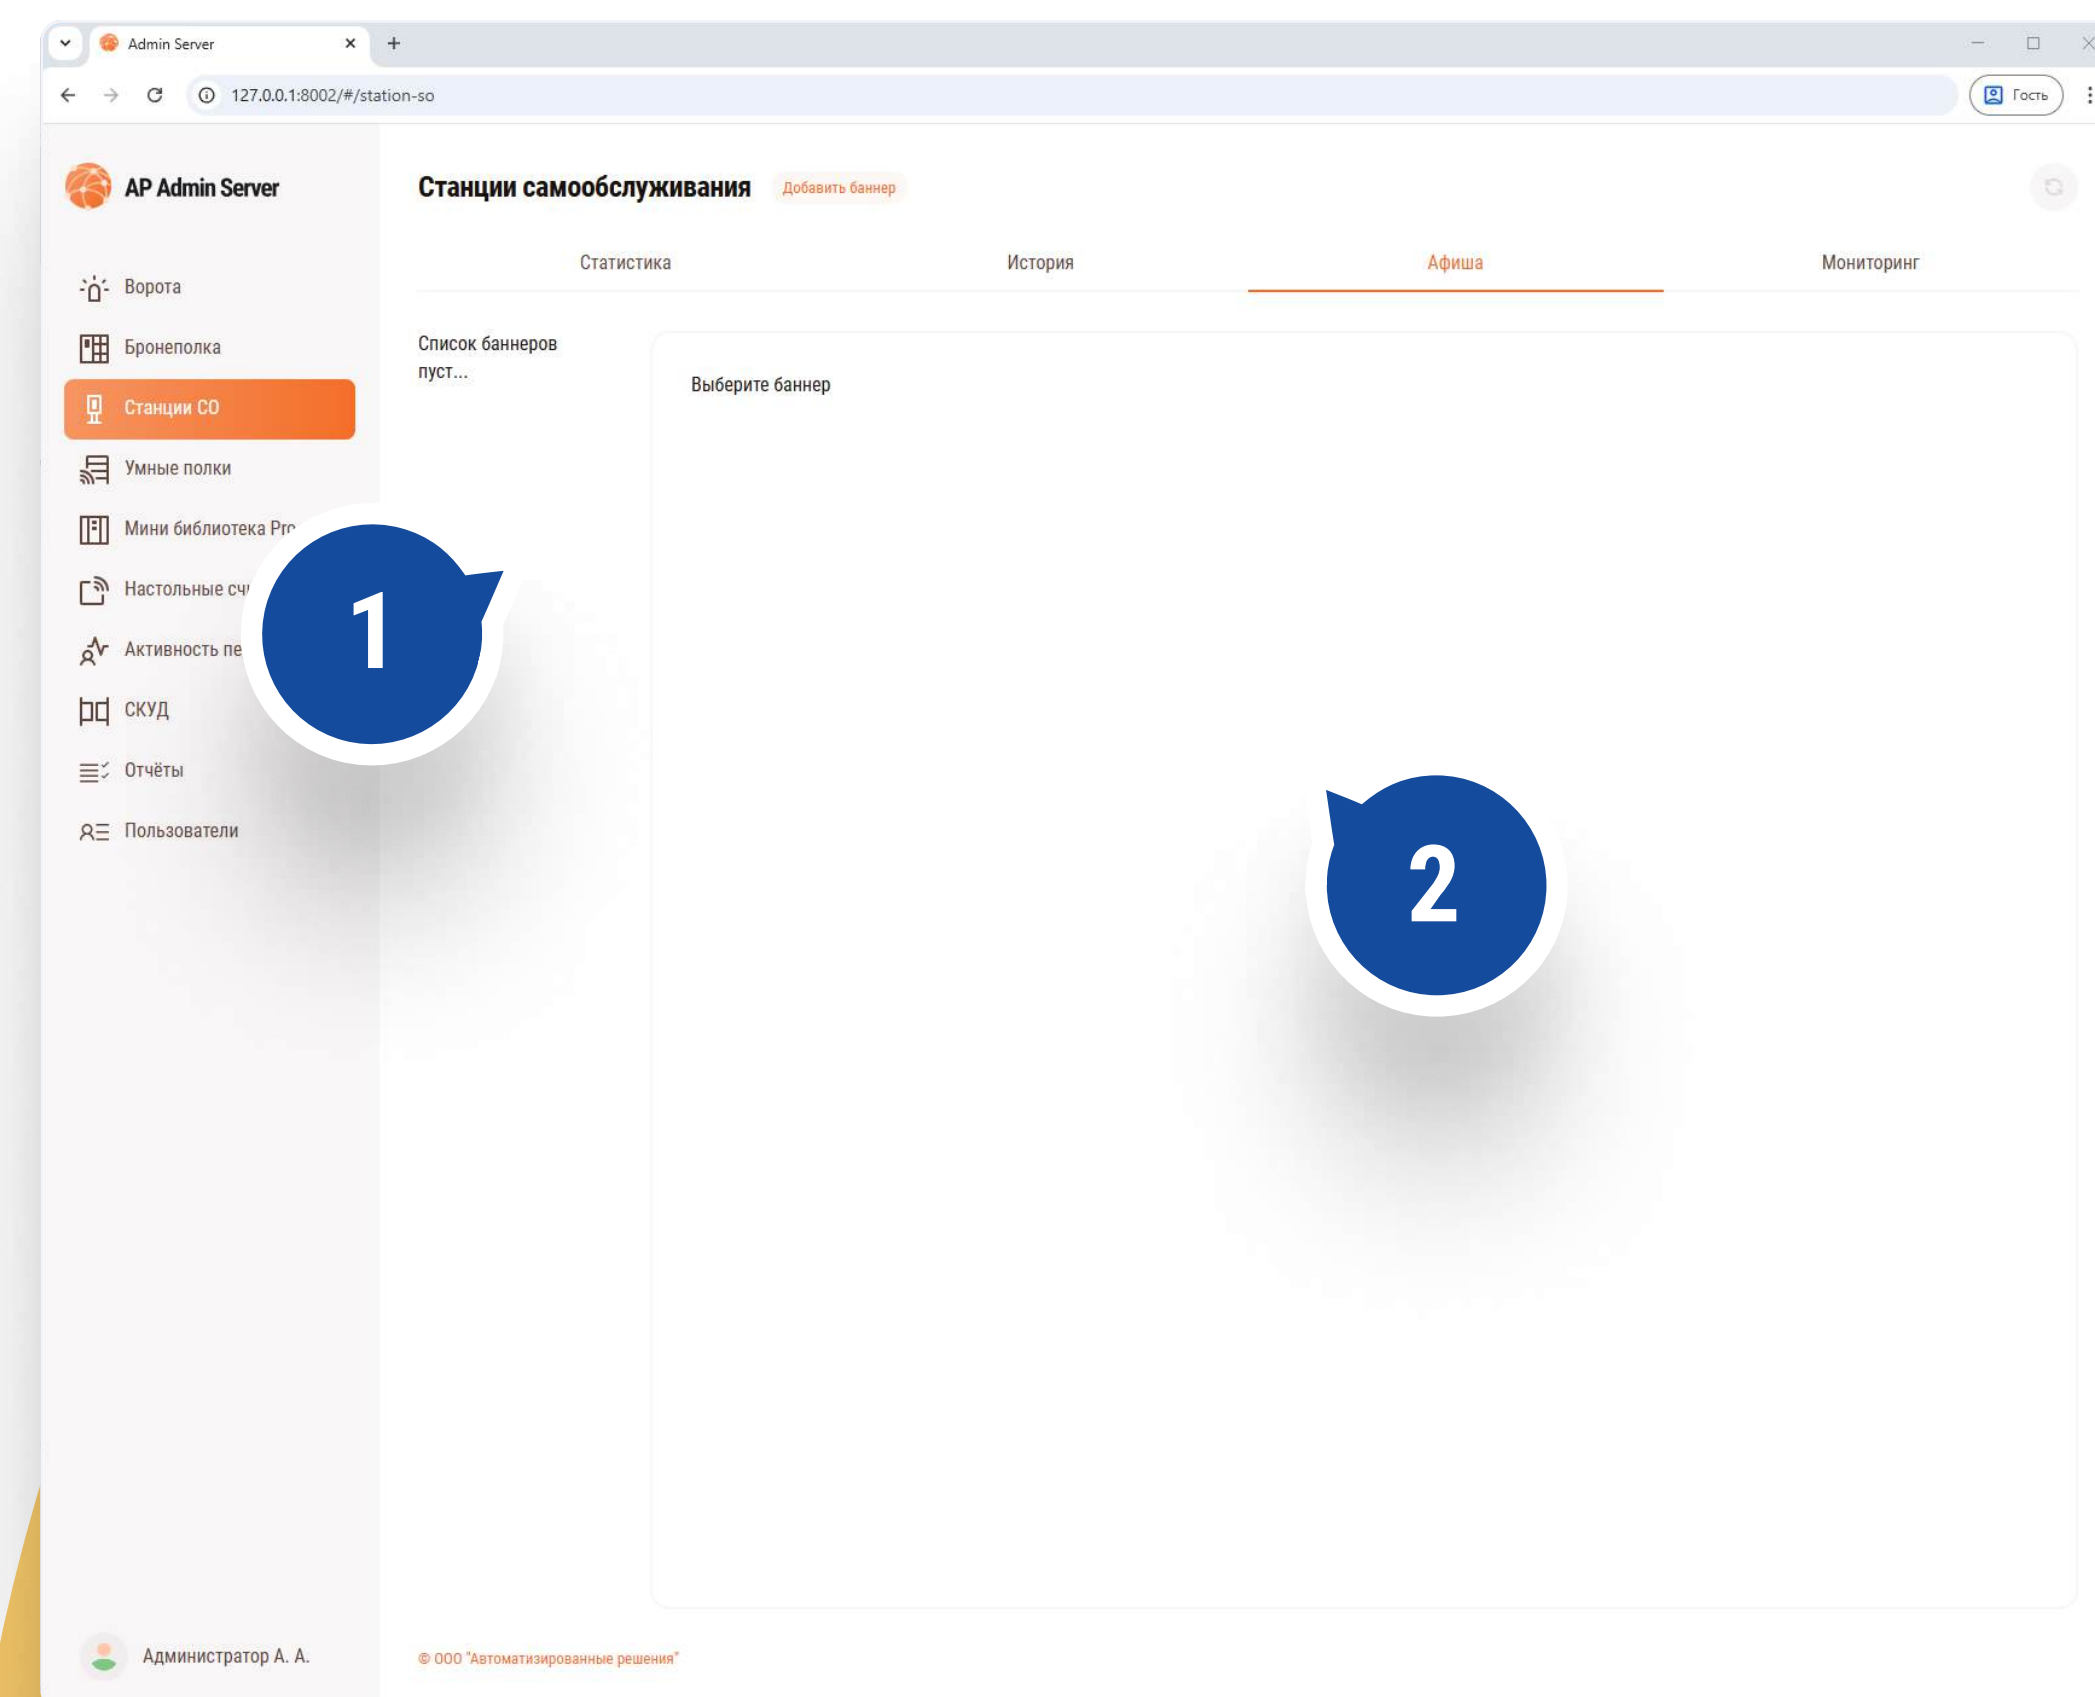 Admin Server
127.0.0.1:8002/#/station-so
Гость
AP Admin Server
Станции самообслуживания
Добавить баннер
Статистика
История
Афиша
Мониторинг
Ворота
Бронеполка
Станции СО
Умные полки
Мини библиотека Pro
Настольные
Активность
СКУД
Отчёты
Пользователи
Список баннеров
пуст...
Выберите баннер
1
2
Администратор А. А.
© ООО "Автоматизированные решения"